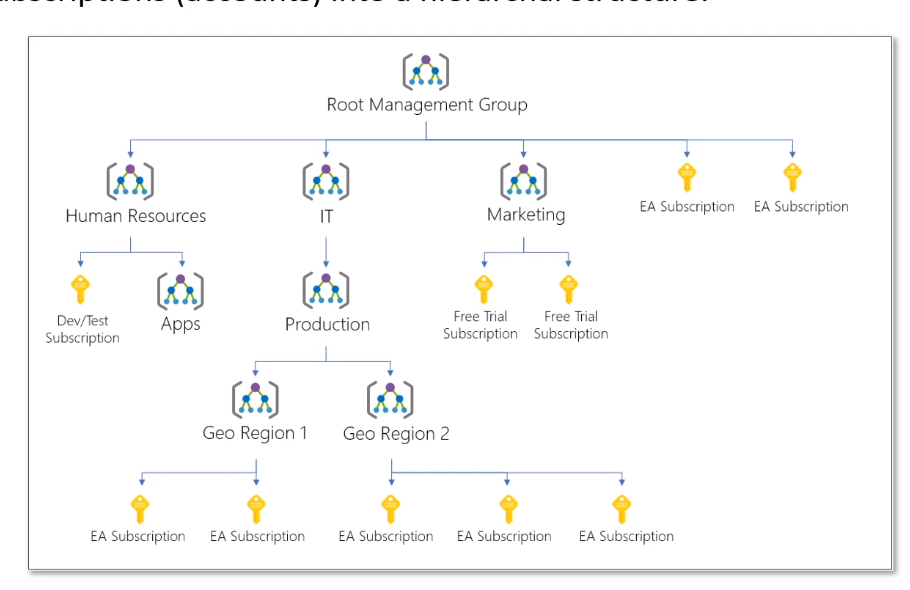 subscriptions (accounts) into a hierarchal structure.
Root Management Group
Human Resources
IT
Marketing
EA Subscription
EA Subscription
Dev/Test
Subscription
Apps
Production
Free Trial
Subscription
Free Trial
Subscription
Geo Region 1
Geo Region 2
EA Subscription
EA Subscription
EA Subscription
EA Subscription
EA Subscription